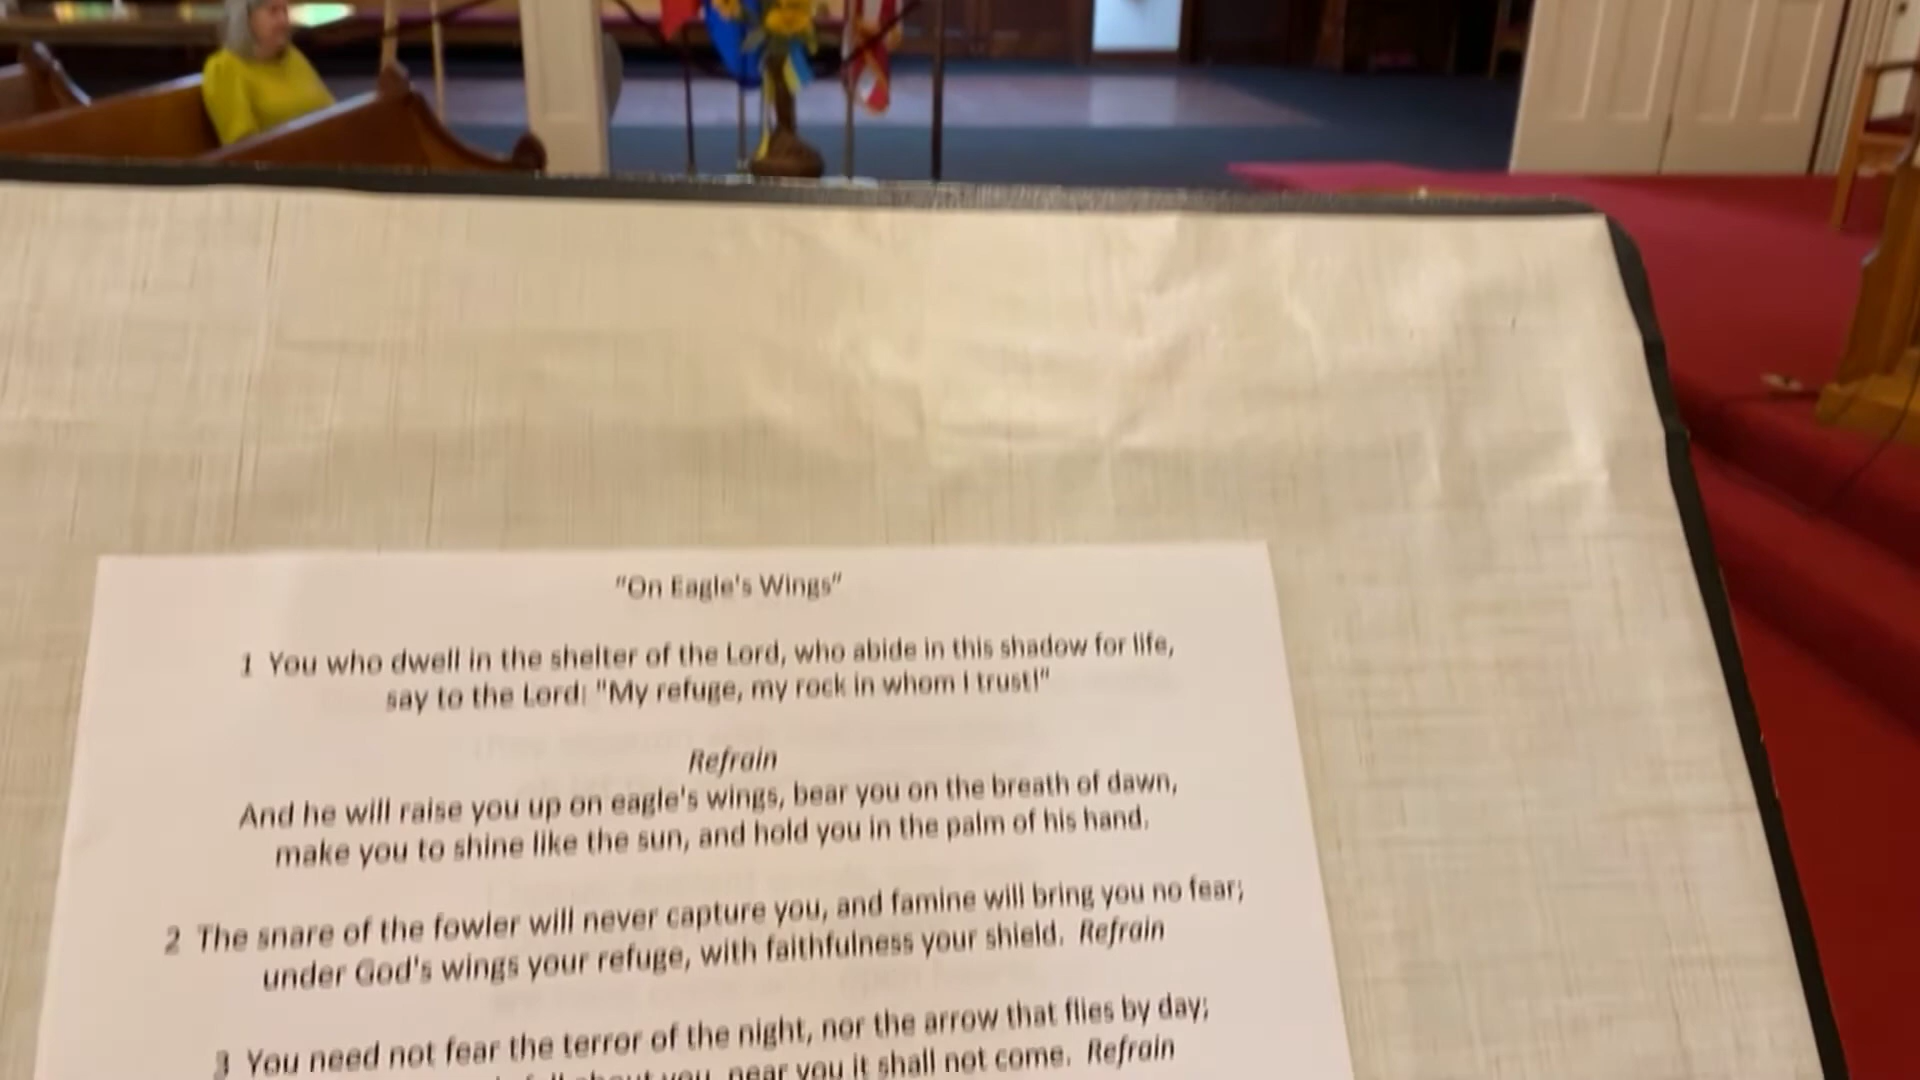 "On Eagle's Wings"
1 You who dwell in the shelter of the Lord, who abide in this shadow for life,
say to the Lord: "My refuge, my rock in whom I trust!"
Refrain
And he will raise you up on eagle's wings, bear you on the breath of dawn,
make you to shine like the sun, and hold you in the palm of his hand.
2 The snare of the fowler will never capture you, and famine will bring you no fear;
under God's wings your refuge, with faithfulness your shield. Refrain
3 You need not fear the terror of the night, nor the arrow that flies by day;
about you, near you it shall not come. Refrain